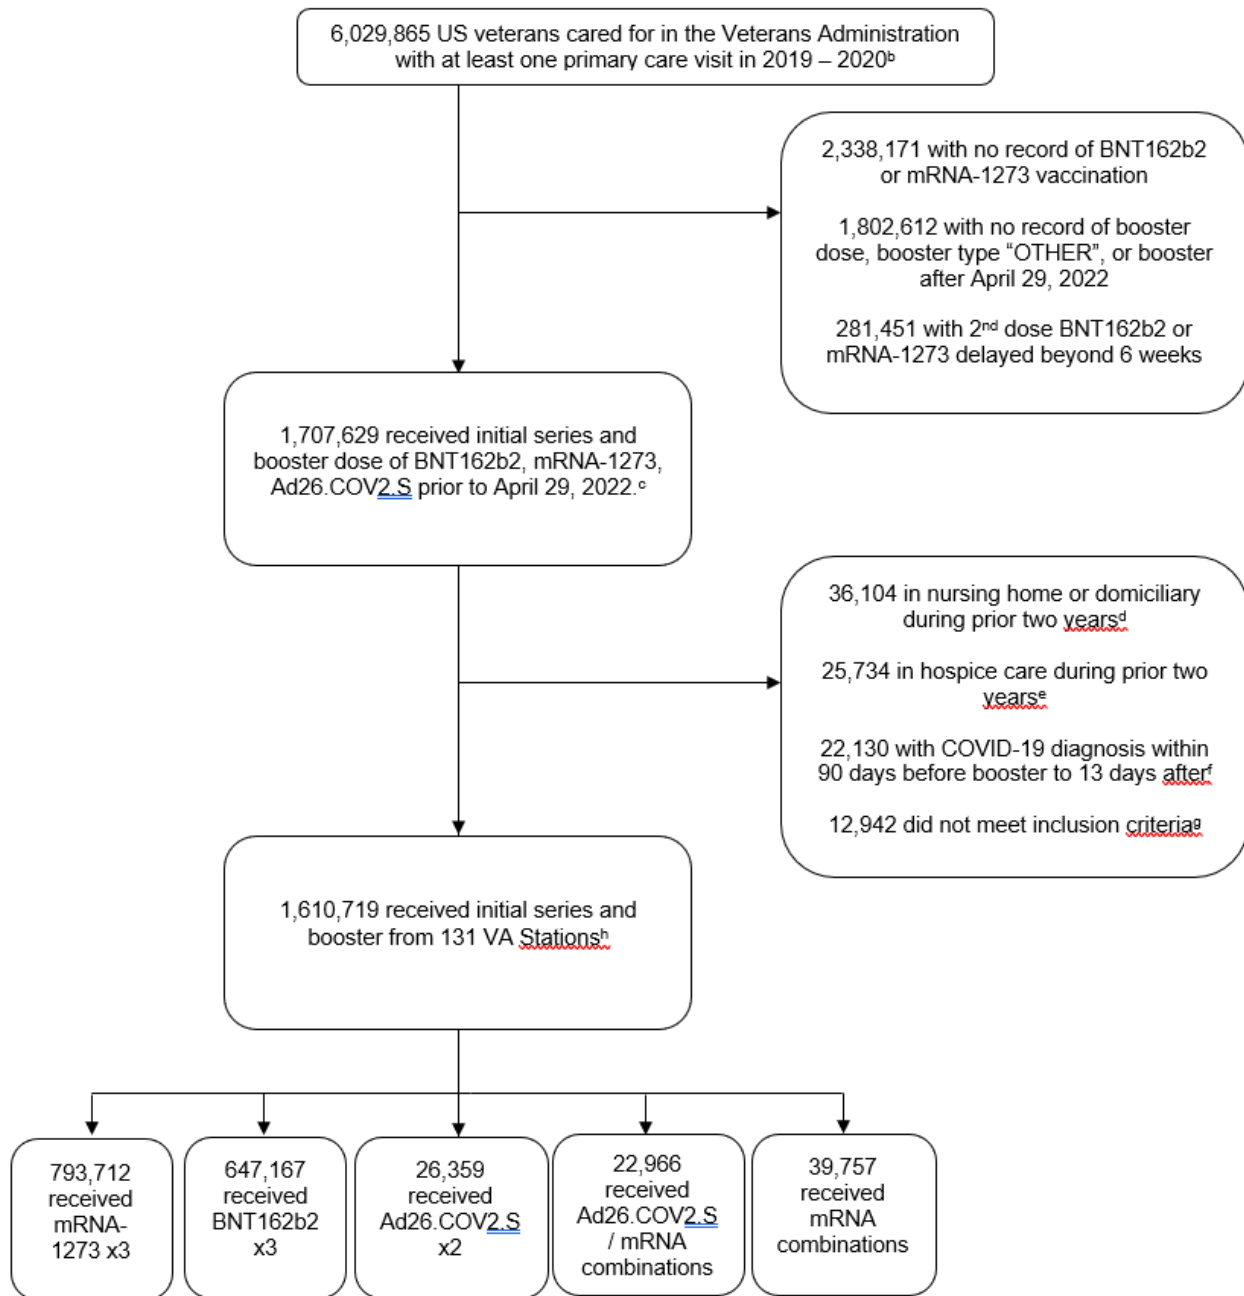 6,029,865 US veterans cared for in the Veterans Administration
with at least one primary care visit in 2019 – 2020ᵇ
2,338,171 with no record of BNT162b2
or mRNA-1273 vaccination
1,802,612 with no record of booster
dose, booster type “OTHER”, or booster
after April 29, 2022
281,451 with 2ⁿᵈ dose BNT162b2 or
mRNA-1273 delayed beyond 6 weeks
1,707,629 received initial series and
booster dose of BNT162b2, mRNA-1273,
Ad26.COV2.S prior to April 29, 2022.ᶜ
36,104 in nursing home or domiciliary
during prior two yearsᵈ
25,734 in hospice care during prior two
yearsᵉ
22,130 with COVID-19 diagnosis within
90 days before booster to 13 days afterᶠ
12,942 did not meet inclusion criteriaᵍ
1,610,719 received initial series and
booster from 131 VA Stationsʰ
793,712
received
mRNA-
1273 x3
647,167
received
BNT162b2
x3
26,359
received
Ad26.COV2.S
x2
22,966
received
Ad26.COV2.S
/ mRNA
combinations
39,757
received
mRNA
combinations